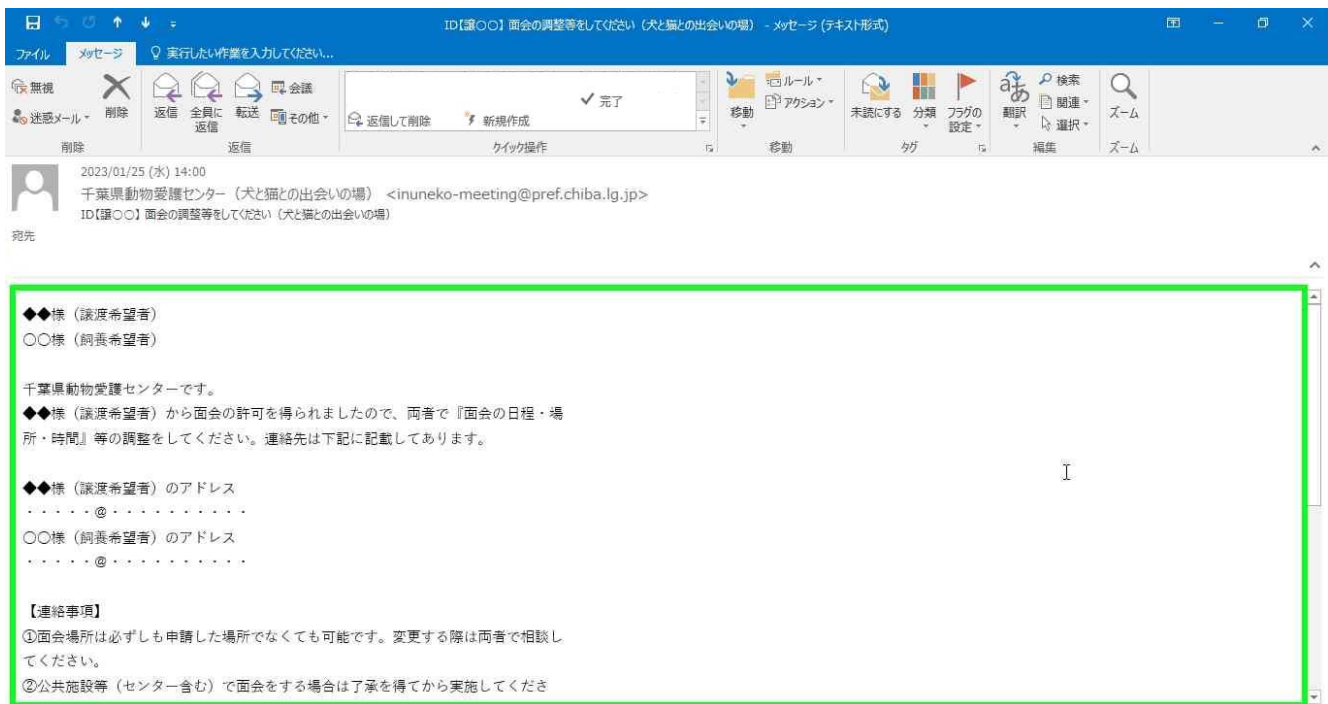 ID【譲○○】面会の調整等をしてください（犬と猫との出会いの場） - メッセージ (テキスト形式)
ファイル メッセージ 実行したい作業を入力してください...
無視
迷惑メール
削除
返信
全員に
返信
転送
会議
その他
返信して削除
完了
新規作成
移動
ルール
アクション
未読にする
分類
フラグの
設定
翻訳
検索
関連
選択
ズーム
削除 返信 クイック操作 移動 タグ 編集 ズーム
2023/01/25 (水) 14:00
千葉県動物愛護センター（犬と猫との出会いの場） <inuneko-meeting@pref.chiba.lg.jp>
ID【譲○○】面会の調整等をしてください（犬と猫との出会いの場）
宛先
◆◆様（譲渡希望者）
○○様（飼養希望者）
千葉県動物愛護センターです。
◆◆様（譲渡希望者）から面会の許可を得られましたので、両者で『面会の日程・場
所・時間』等の調整をしてください。連絡先は下記に記載してあります。
◆◆様（譲渡希望者）のアドレス
・・・・・@・・・・・・・・・・
○○様（飼養希望者）のアドレス
・・・・・@・・・・・・・・・・
【連絡事項】
①面会場所は必ずしも申請した場所でなくても可能です。変更する際は両者で相談し
てください。
②公共施設等（センター含む）で面会をする場合は了承を得てから実施してくださ